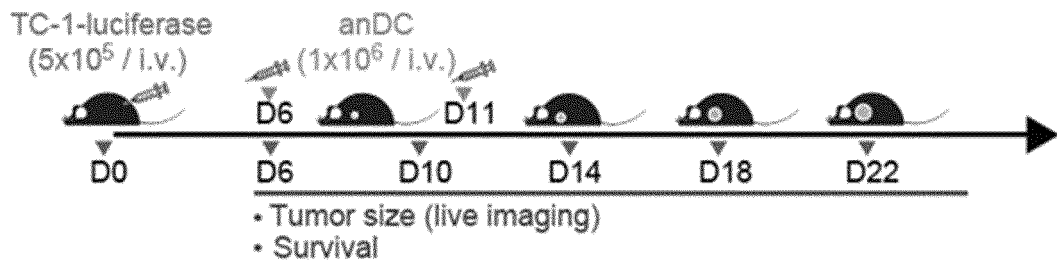 TC-1-luciferase
(5x10⁵ / i.v.)
anDC
(1x10⁶ / i.v.)
D6
D11
D0
D6
D10
D14
D18
D22
• Tumor size (live imaging)
• Survival